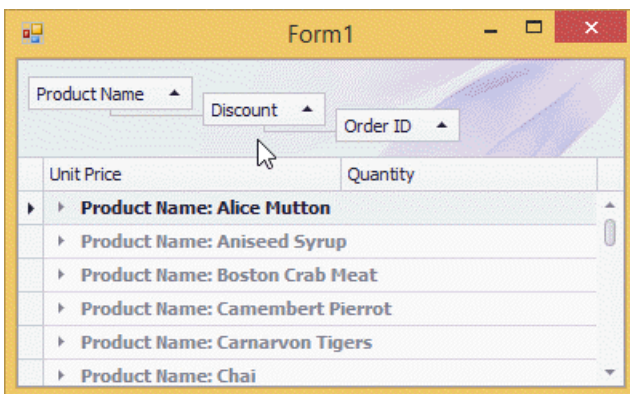 Form1
Product Name
Discount
Order ID
Unit Price Quantity
Product Name: Alice Mutton
Product Name: Aniseed Syrup
Product Name: Boston Crab Meat
Product Name: Camembert Pierrot
Product Name: Carnarvon Tigers
Product Name: Chai